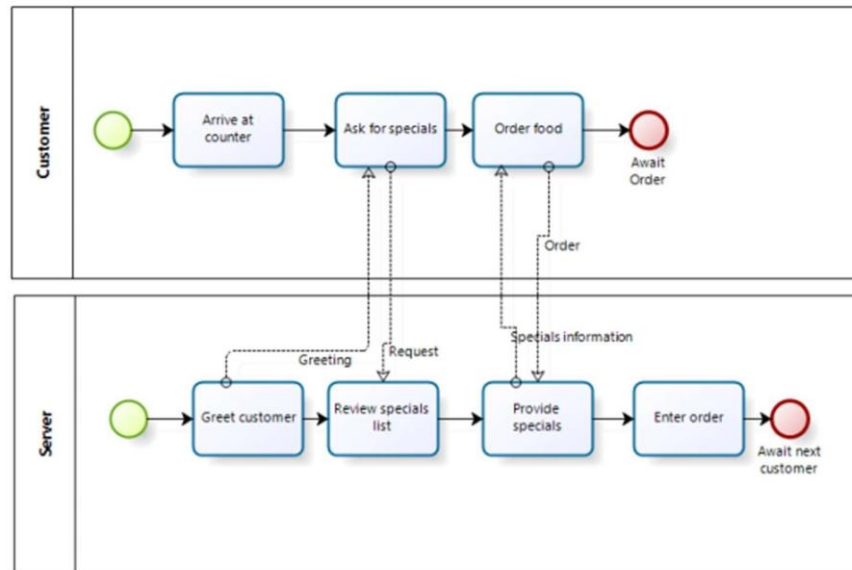 Customer
Arrive at
counter
Ask for specials
Order food
Await
Order
Order
Specials information
Greeting
Request
Server
Greet customer
Review specials
list
Provide
specials
Enter order
Await next
customer